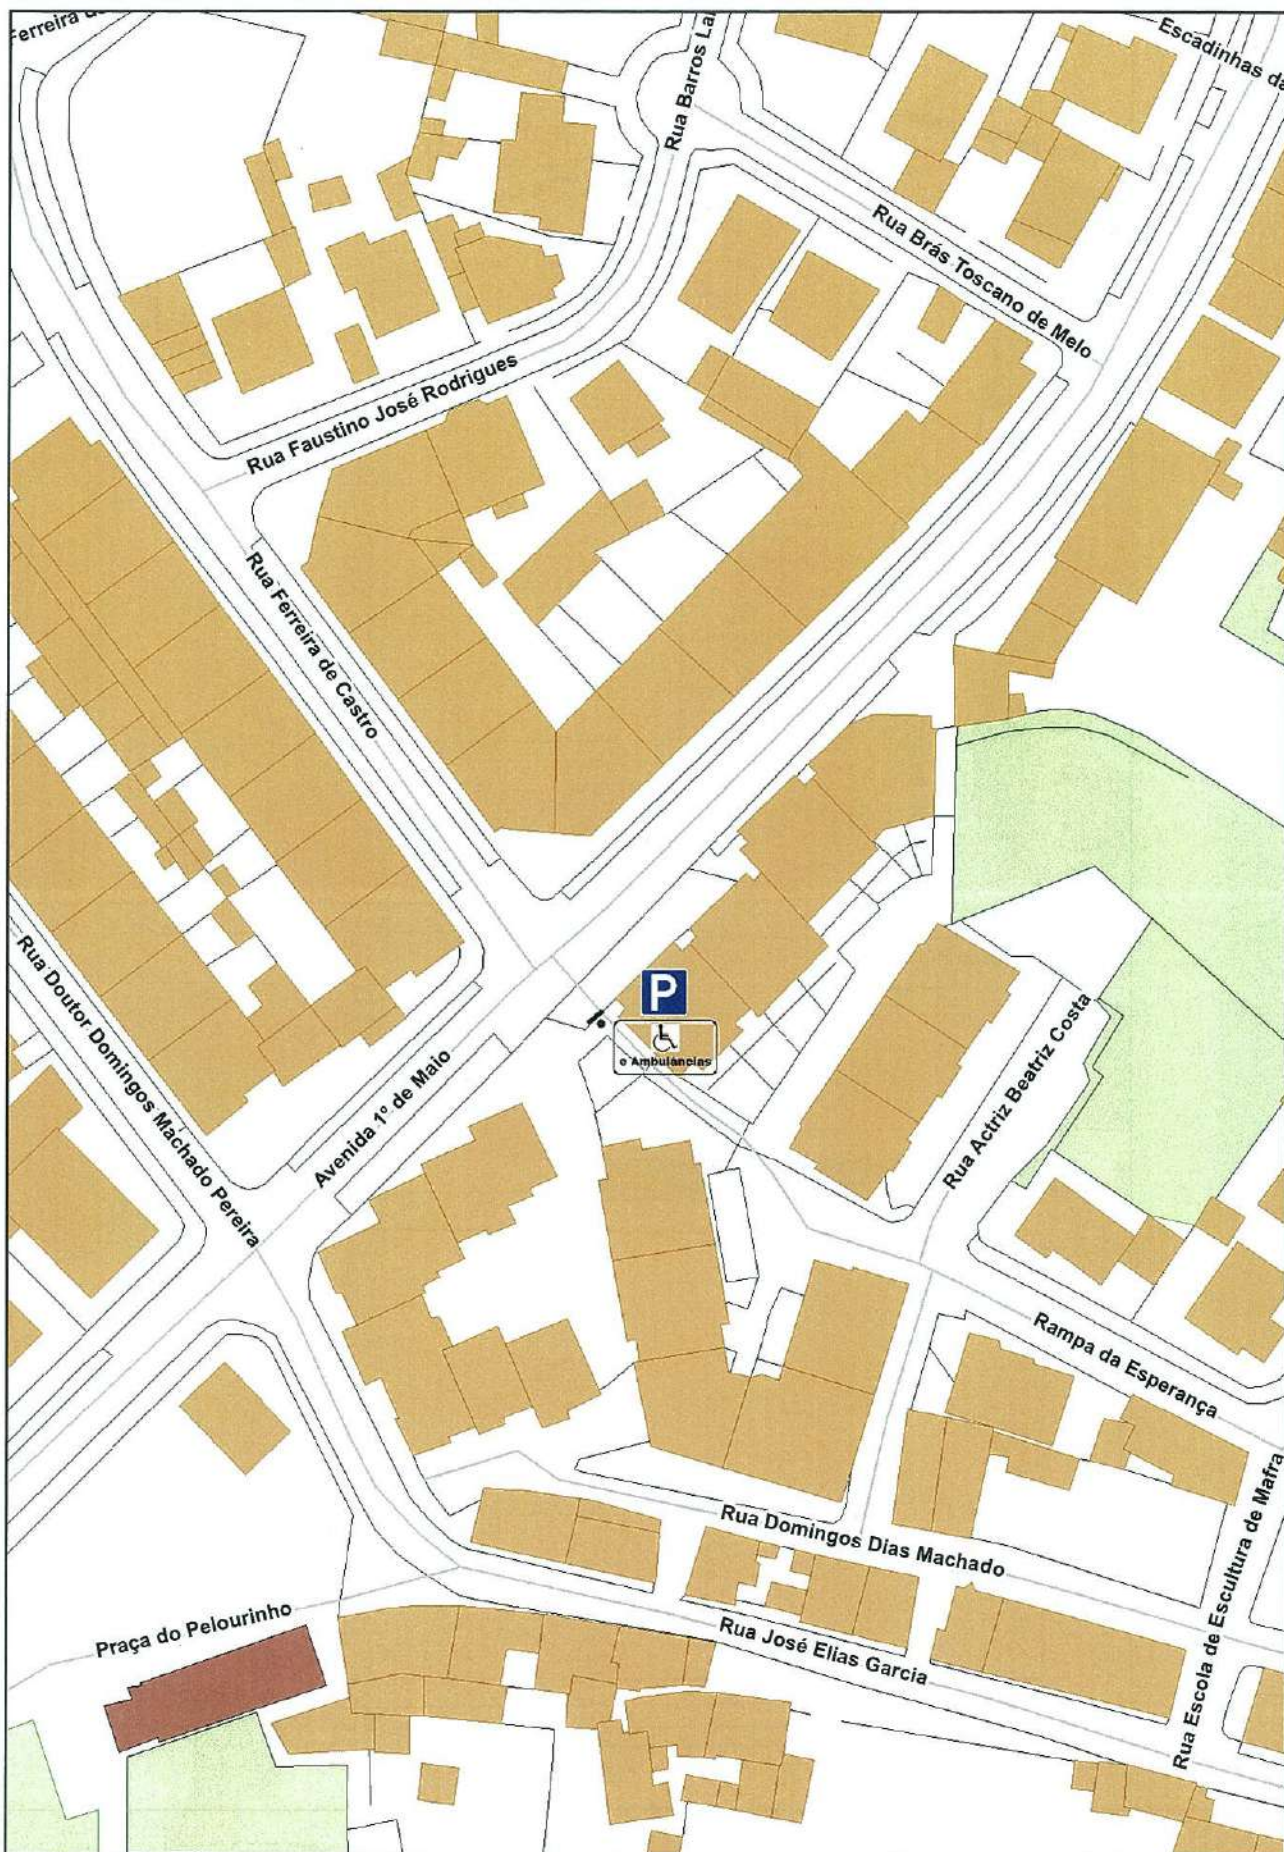 Rua Barros
Escadinhas da
Rua Brás Toscano de Melo
Rua Faustino José Rodrigues
Rua Ferreira de Castro
Rua Doutor Domingos Machado Pereira
P
e Ambulâncias
Avenida 1º de Maio
Rua Actriz Beatriz Costa
Rampa da Esperança
Rua Domingos Dias Machado
Rua Escola de Escultura de Mafra
Praça do Pelourinho
Rua José Elias Garcia